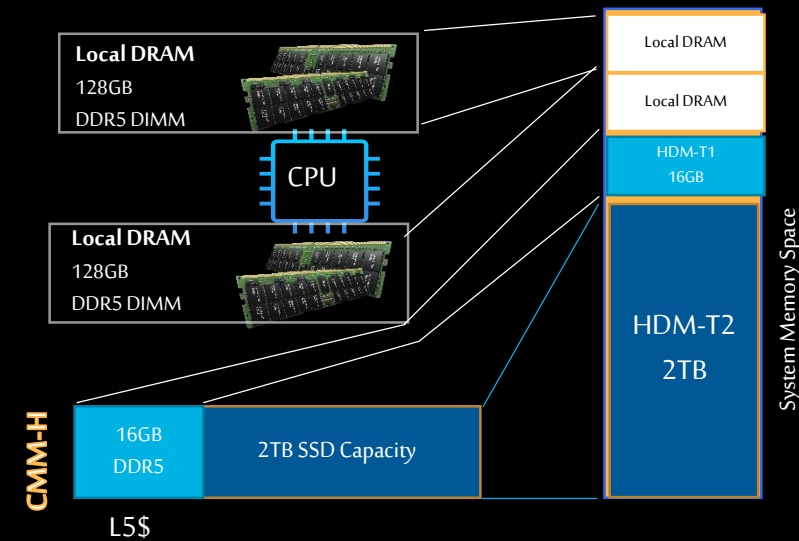 Local DRAM
128GB
DDR5 DIMM
CPU
Local DRAM
128GB
DDR5 DIMM
CMM-H
16GB
DDR5
2TB SSD Capacity
L5$
Local DRAM
Local DRAM
HDM-T1
16GB
HDM-T2
2TB
System Memory Space